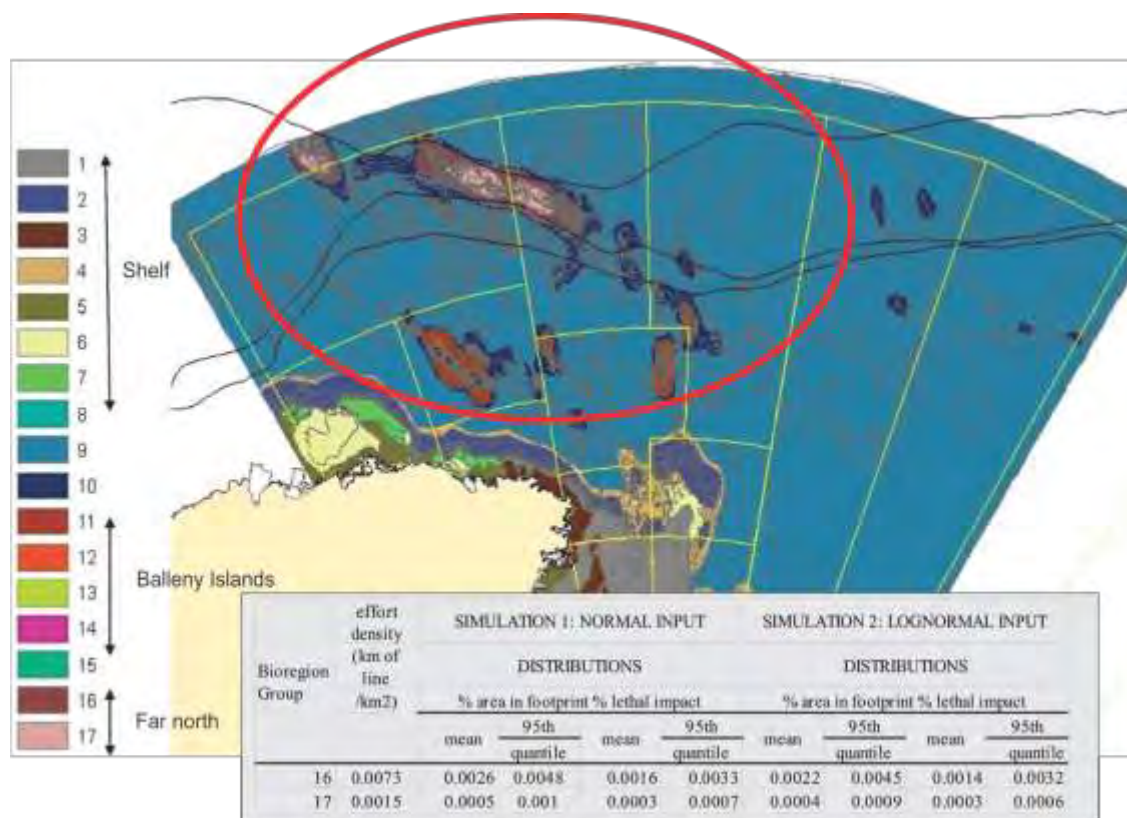 1
2
3
4
Shelf
5
6
7
8
9
10
11
12
13
Balleny Islands
14
15
16
Far north
17
Bioregion Group
effort density (km of line /km2)
SIMULATION 1: NORMAL INPUT DISTRIBUTIONS
SIMULATION 2: LOGNORMAL INPUT DISTRIBUTIONS
% area in footprint % lethal impact % area in footprint % lethal impact
mean 95th quantile mean 95th quantile mean 95th quantile mean 95th quantile
16 0.0073 0.0026 0.0048 0.0016 0.0033 0.0022 0.0045 0.0014 0.0032
17 0.0015 0.0005 0.001 0.0003 0.0007 0.0004 0.0009 0.0003 0.0006